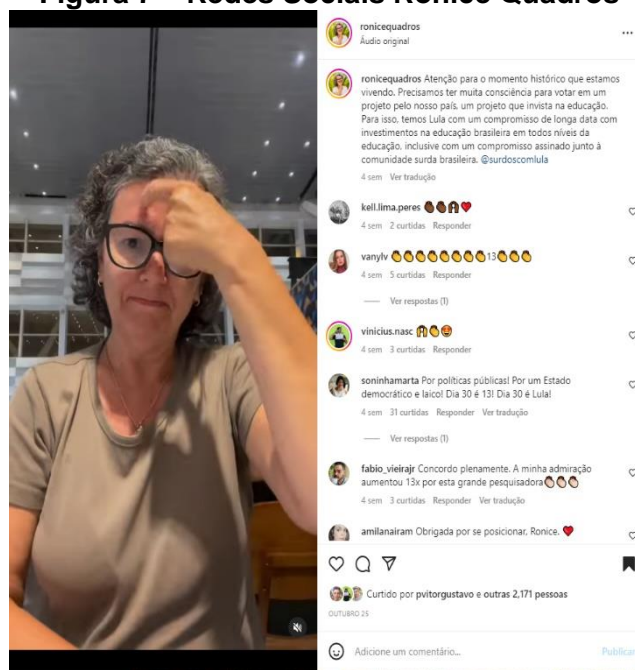 ronicequadros
Áudio original
ronicequadros Atenção para o momento histórico que estamos
vivendo. Precisamos ter muita consciência para votar em um
projeto pelo nosso país, um projeto que invista na educação.
Para isso, temos Lula com um compromisso de longa data com
investimentos na educação brasileira em todos níveis da
educação, inclusive com um compromisso assinado junto à
comunidade surda brasileira. @surdoscomlula
4 sem Ver tradução
kell.lima.peres
4 sem 2 curtidas Responder
vanylv 👏👏👏👏👏👏👏👏13👏👏👏
4 sem 5 curtidas Responder
Ver respostas (1)
vinicius.nasc
4 sem 3 curtidas Responder
soninhamarta Por políticas públicas! Por um Estado
democrático e laico! Dia 30 é 13! Dia 30 é Lula!
4 sem 31 curtidas Responder Ver tradução
Ver respostas (1)
fabio_vieirajr Concordo plenamente. A minha admiração
aumentou 13x por esta grande pesquisadora👏👏👏
4 sem 3 curtidas Responder Ver tradução
amilanairam Obrigada por se posicionar, Ronice. ❤️
Curtido por pvitorgustavo e outras 2,171 pessoas
OUTUBRO 25
Adicione um comentário...
Publicar